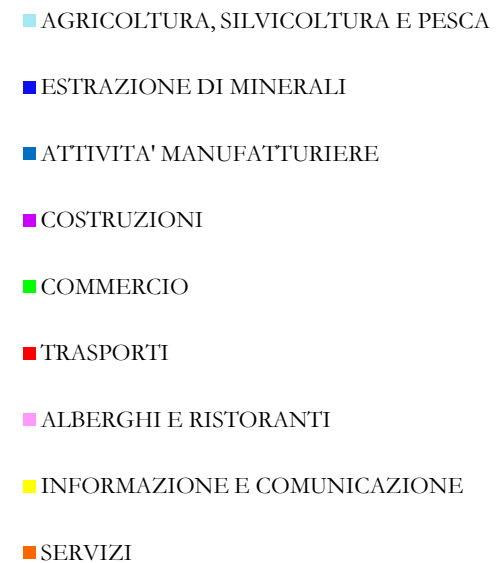 AGRICOLTURA, SILVICOLTURA E PESCA
ESTRAZIONE DI MINERALI
ATTIVITA' MANUFATTURIERE
COSTRUZIONI
COMMERCIO
TRASPORTI
ALBERGHI E RISTORANTI
INFORMAZIONE E COMUNICAZIONE
SERVIZI